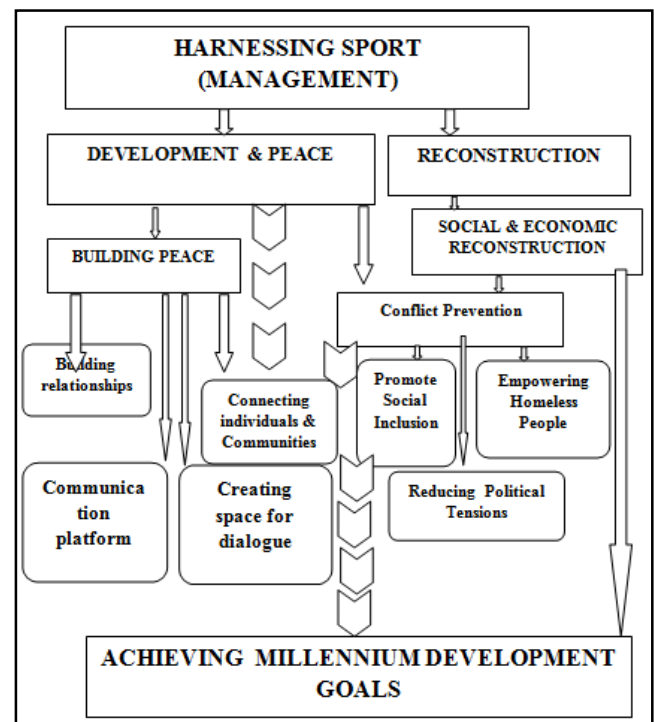 HARNESSING SPORT
(MANAGEMENT)
DEVELOPMENT & PEACE
RECONSTRUCTION
SOCIAL & ECONOMIC
RECONSTRUCTION
BUILDING PEACE
Conflict Prevention
Building
relationships
Connecting
individuals &
Communities
Promote
Social
Inclusion
Empowering
Homeless
People
Communica
tion
platform
Creating
space for
dialogue
Reducing Political
Tensions
ACHIEVING MILLENNIUM DEVELOPMENT
GOALS